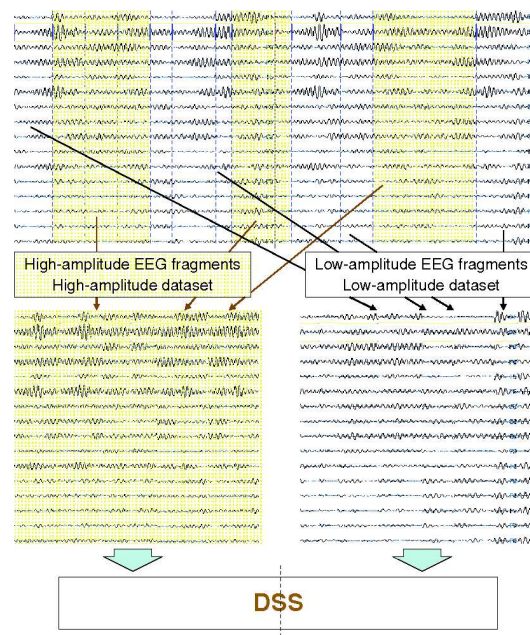 High-amplitude EEG fragments
High-amplitude dataset
Low-amplitude EEG fragments
Low-amplitude dataset
DSS